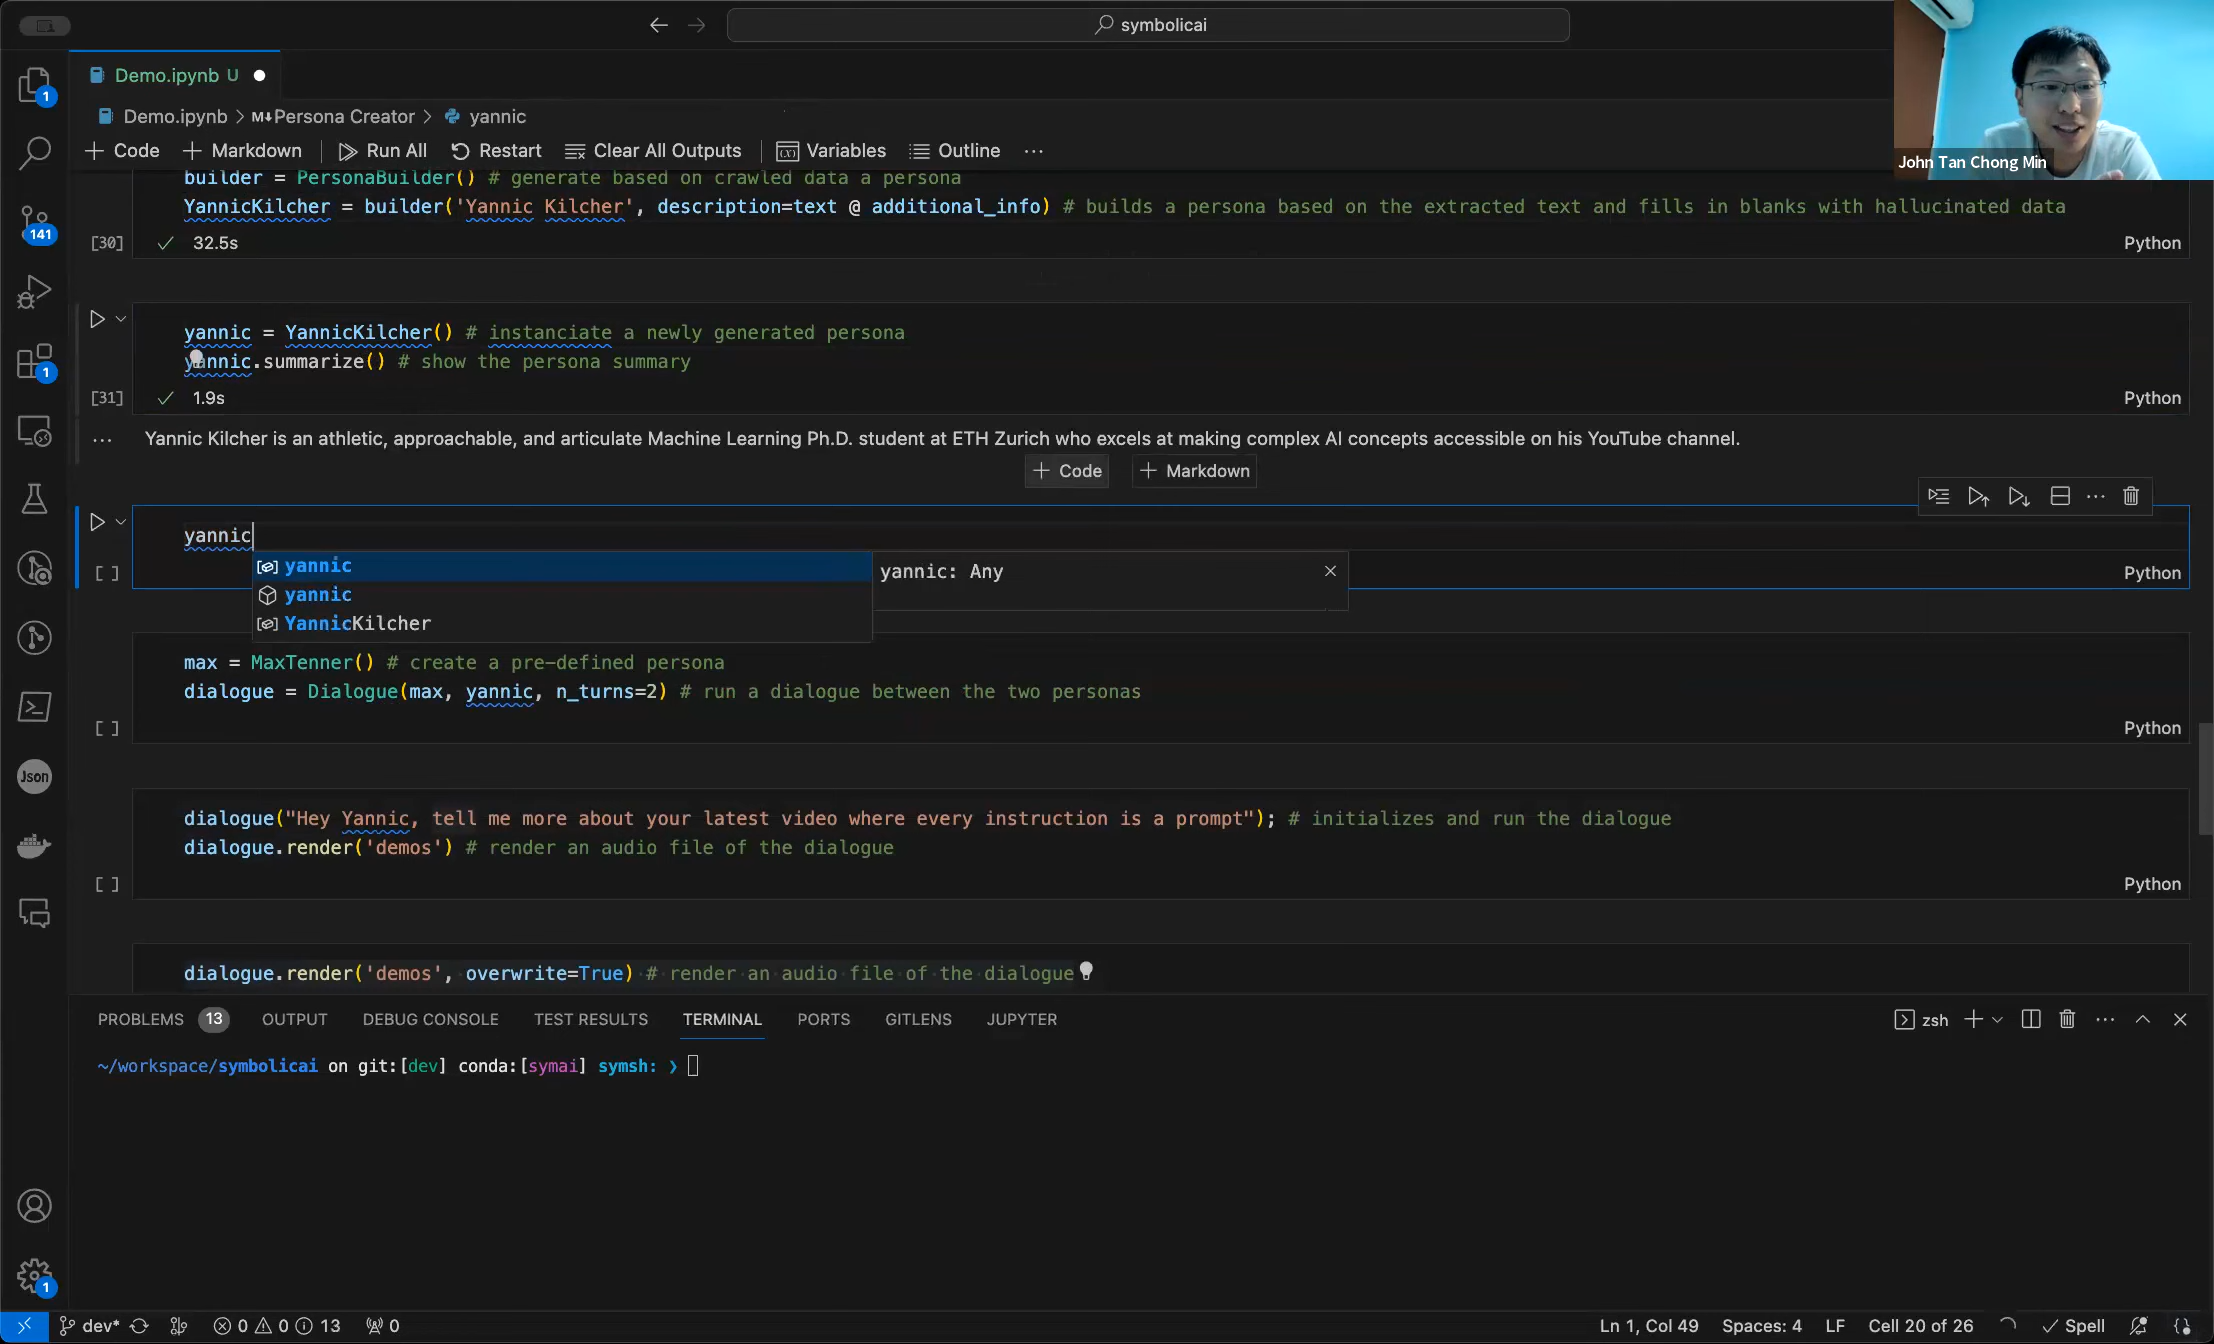 symbolicai
Demo.ipynb U
1
Demo.ipynb > M↓Persona Creator > yannic
+ Code + Markdown Run All Restart Clear All Outputs (x) Variables Outline ...
John Tan Chong Min
builder = PersonaBuilder() # generate based on crawled data a persona
YannicKilcher = builder('Yannic Kilcher', description=text @ additional_info) # builds a persona based on the extracted text and fills in blanks with hallucinated data
141
[30] ✓ 32.5s Python
yannic = YannicKilcher() # instanciate a newly generated persona
yannic.summarize() # show the persona summary
1
[31] ✓ 1.9s Python
... Yannic Kilcher is an athletic, approachable, and articulate Machine Learning Ph.D. student at ETH Zurich who excels at making complex AI concepts accessible on his YouTube channel.
+ Code + Markdown
yannic
yannic
yannic: Any
[ ] Python
yannic
YannicKilcher
max = MaxTenner() # create a pre-defined persona
dialogue = Dialogue(max, yannic, n_turns=2) # run a dialogue between the two personas
[ ] Python
Json
dialogue("Hey Yannic, tell me more about your latest video where every instruction is a prompt"); # initializes and run the dialogue
dialogue.render('demos') # render an audio file of the dialogue
[ ] Python
dialogue.render('demos', overwrite=True) # render an audio file of the dialogue
PROBLEMS 13 OUTPUT DEBUG CONSOLE TEST RESULTS TERMINAL PORTS GITLENS JUPYTER zsh
~/workspace/symbolicai on git:[dev] conda:[symai] symsh: ❯
1
dev* 0 0 13 0 Ln 1, Col 49 Spaces: 4 LF Cell 20 of 26 Spell